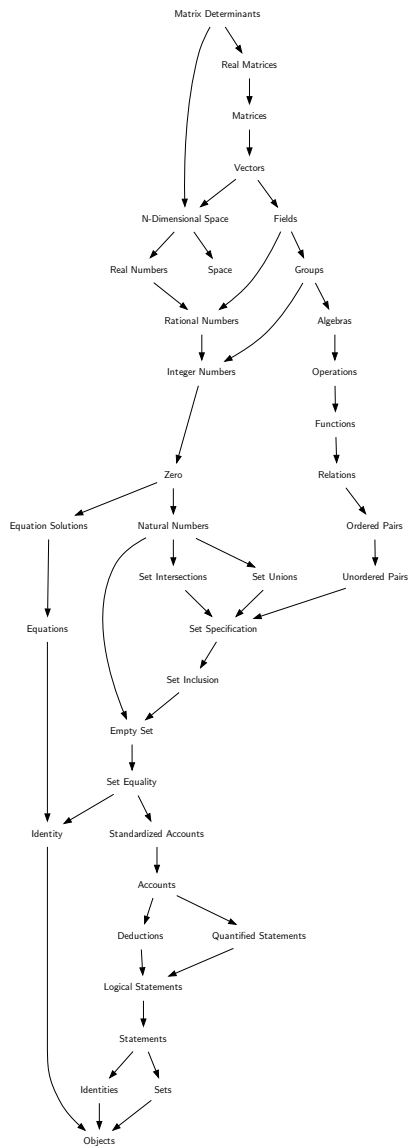 Matrix Determinants
Real Matrices
Matrices
Vectors
N-Dimensional Space Fields
Real Numbers Space Groups
Rational Numbers Algebras
Integer Numbers Operations
Functions
Zero Relations
Equation Solutions Natural Numbers Ordered Pairs
Set Intersections Set Unions Unordered Pairs
Equations Set Specification
Set Inclusion
Empty Set
Set Equality
Identity Standardized Accounts
Accounts
Deductions Quantified Statements
Logical Statements
Statements
Identities Sets
Objects